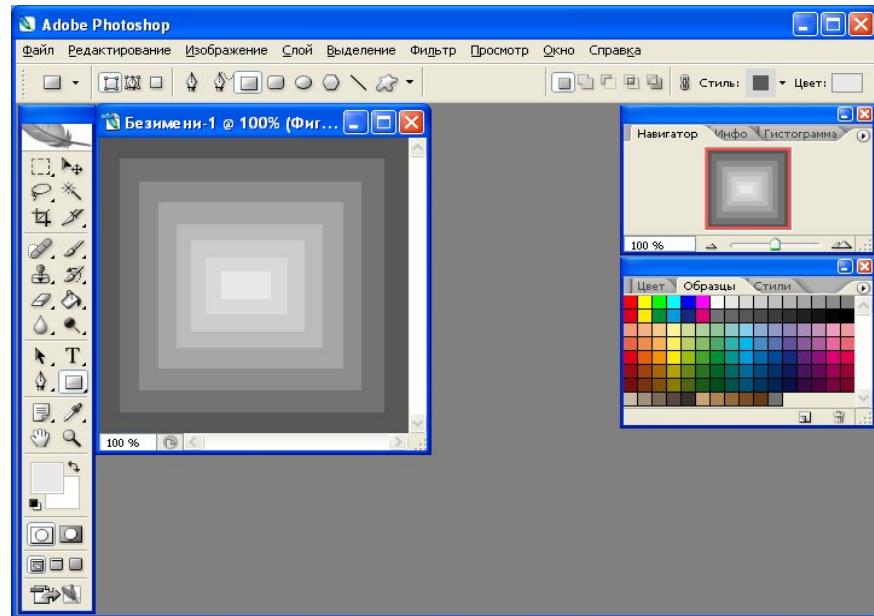 Adobe Photoshop
Файл Редактирование Изображение Слой Выделение Фильтр Просмотр Окно Справка
Стиль: Цвет:
Безимени-1 @ 100% (Фиг...
Навигатор Инфо Гистограмма
100 %
Цвет Образцы Стили
T
100 %